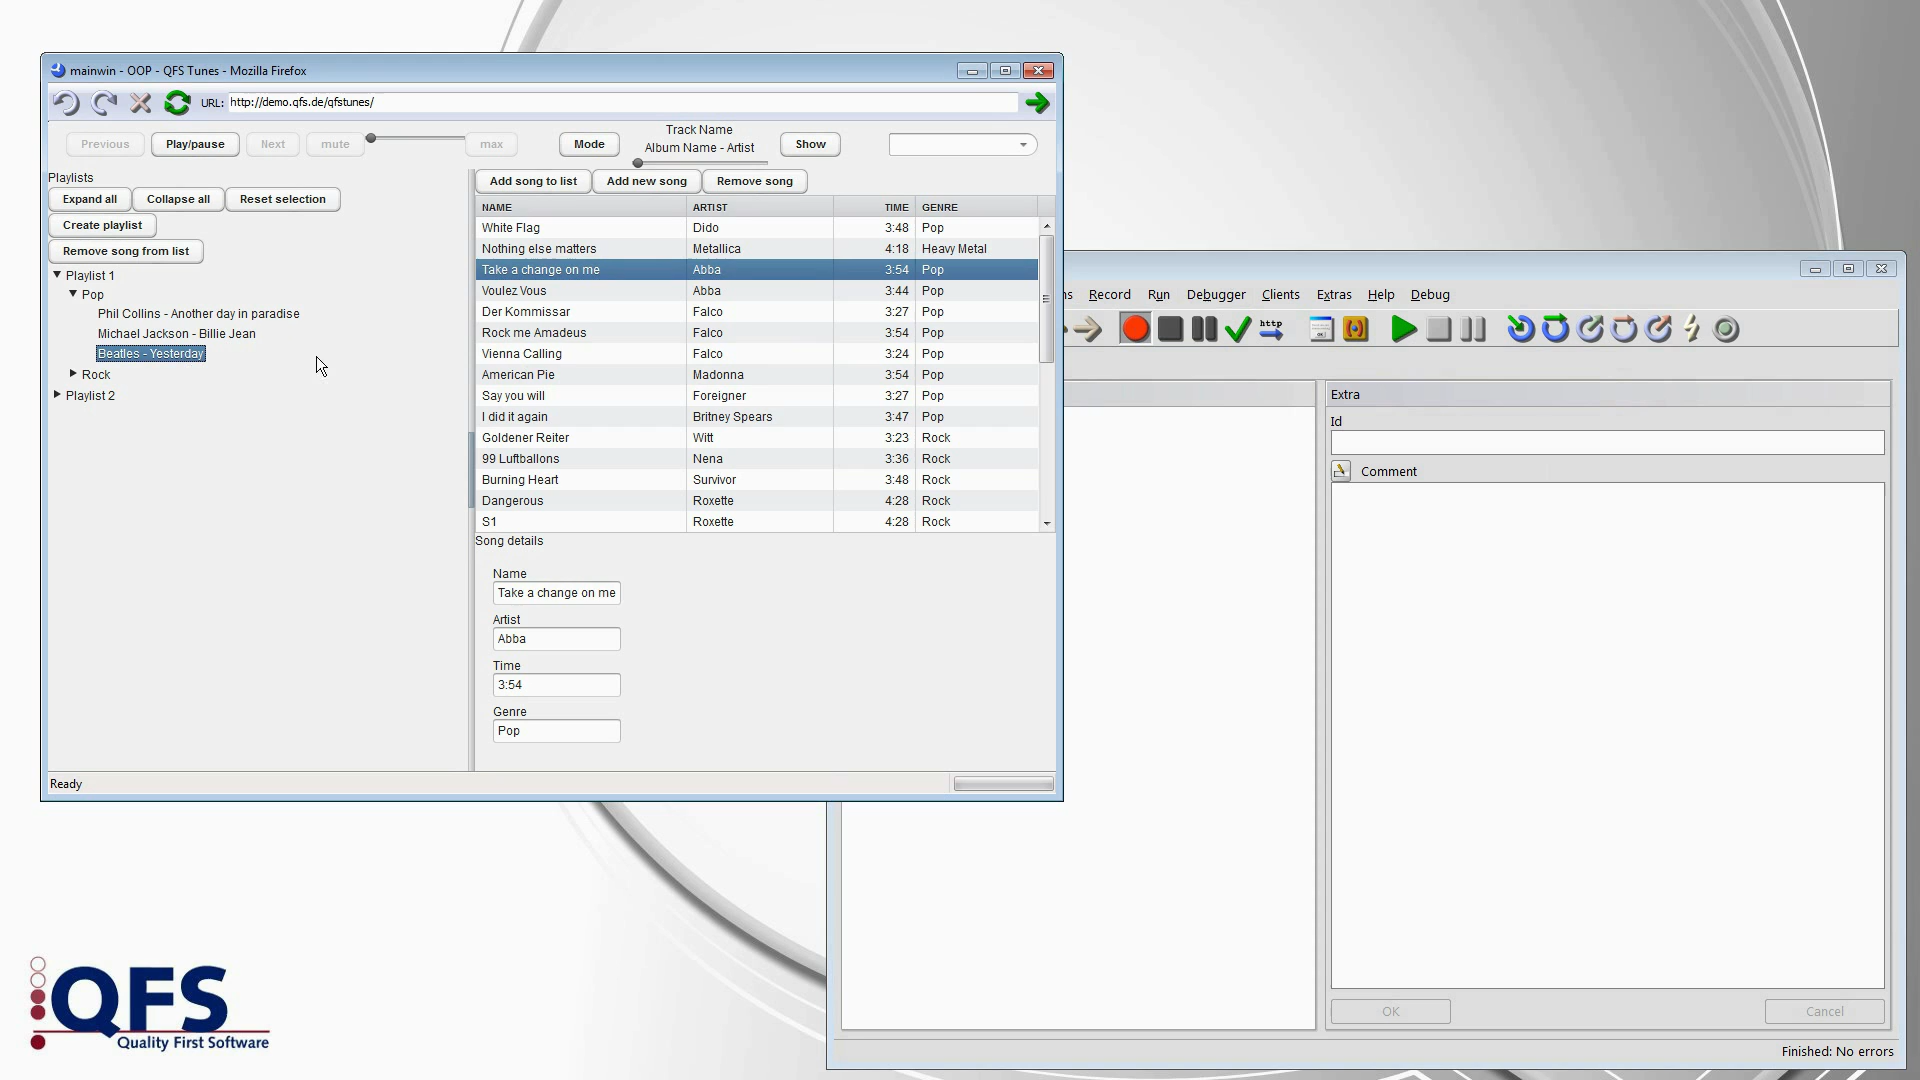 mainwin - OOP - QFS Tunes - Mozilla Firefox
URL: http://demo.qfs.de/qfstunes/
Previous Play/pause Next mute max Mode Track Name Show
Album Name - Artist
Playlists
Expand all Collapse all Reset selection
Create playlist
Remove song from list
Playlist 1
Pop
Phil Collins - Another day in paradise
Michael Jackson - Billie Jean
Beatles - Yesterday
Rock
Playlist 2
Add song to list Add new song Remove song
NAME ARTIST TIME GENRE
White Flag Dido 3:48 Pop
Nothing else matters Metallica 4:18 Heavy Metal
Take a change on me Abba 3:54 Pop
Voulez Vous Abba 3:44 Pop
Der Kommissar Falco 3:27 Pop
Rock me Amadeus Falco 3:54 Pop
Vienna Calling Falco 3:24 Pop
American Pie Madonna 3:54 Pop
Say you will Foreigner 3:27 Pop
I did it again Britney Spears 3:47 Pop
Goldener Reiter Witt 3:23 Rock
99 Luftballons Nena 3:36 Rock
Burning Heart Survivor 3:48 Rock
Dangerous Roxette 4:28 Rock
S1 Roxette 4:28 Rock
Song details
Name
Take a change on me
Artist
Abba
Time
3:54
Genre
Pop
Ready
Record Run Debugger Clients Extras Help Debug
http
Extra
Id
Comment
OK Cancel
Finished: No errors
QFS
Quality First Software